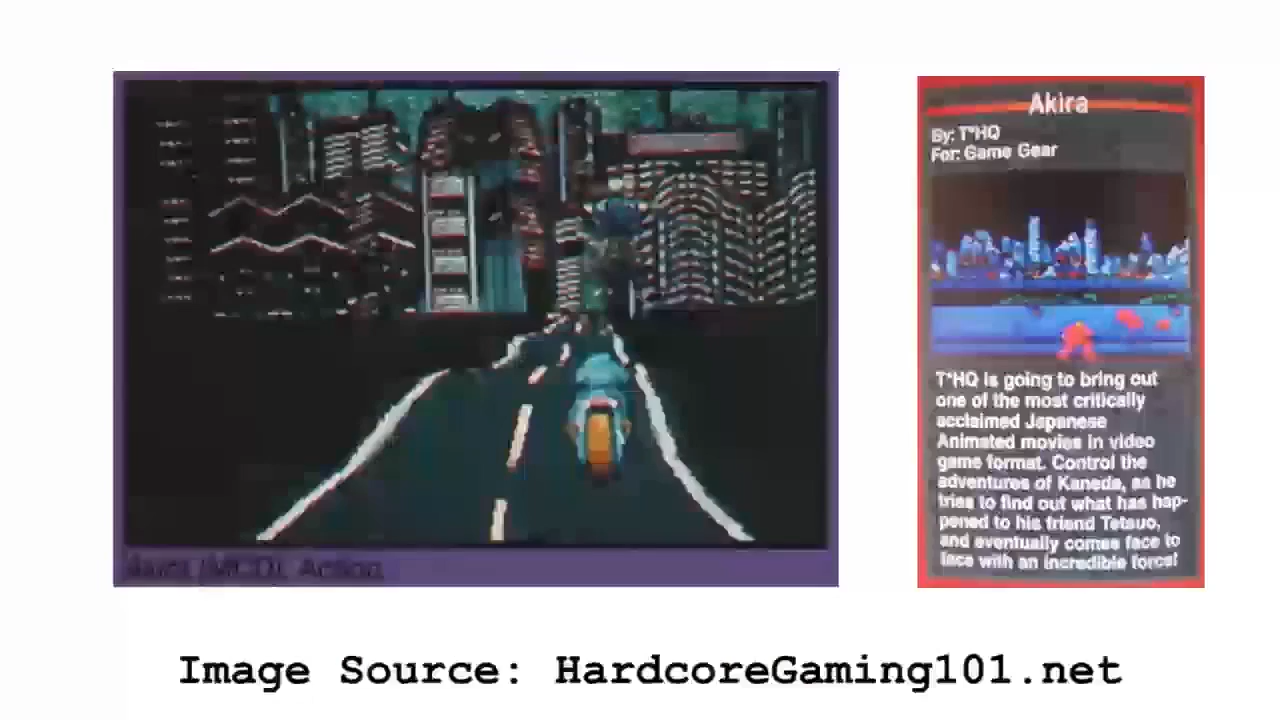 Akira
By: T*HQ
For: Game Gear
T*HQ is going to bring out
one of the most critically
acclaimed Japanese
Animated movies in video
game format. Control the
adventures of Kaneda, as he
tries to find out what has hap-
pened to his friend Tetsuo,
and eventually comes face to
face with an incredible force!
Akira (MCD), Action
Image Source: HardcoreGaming101.net